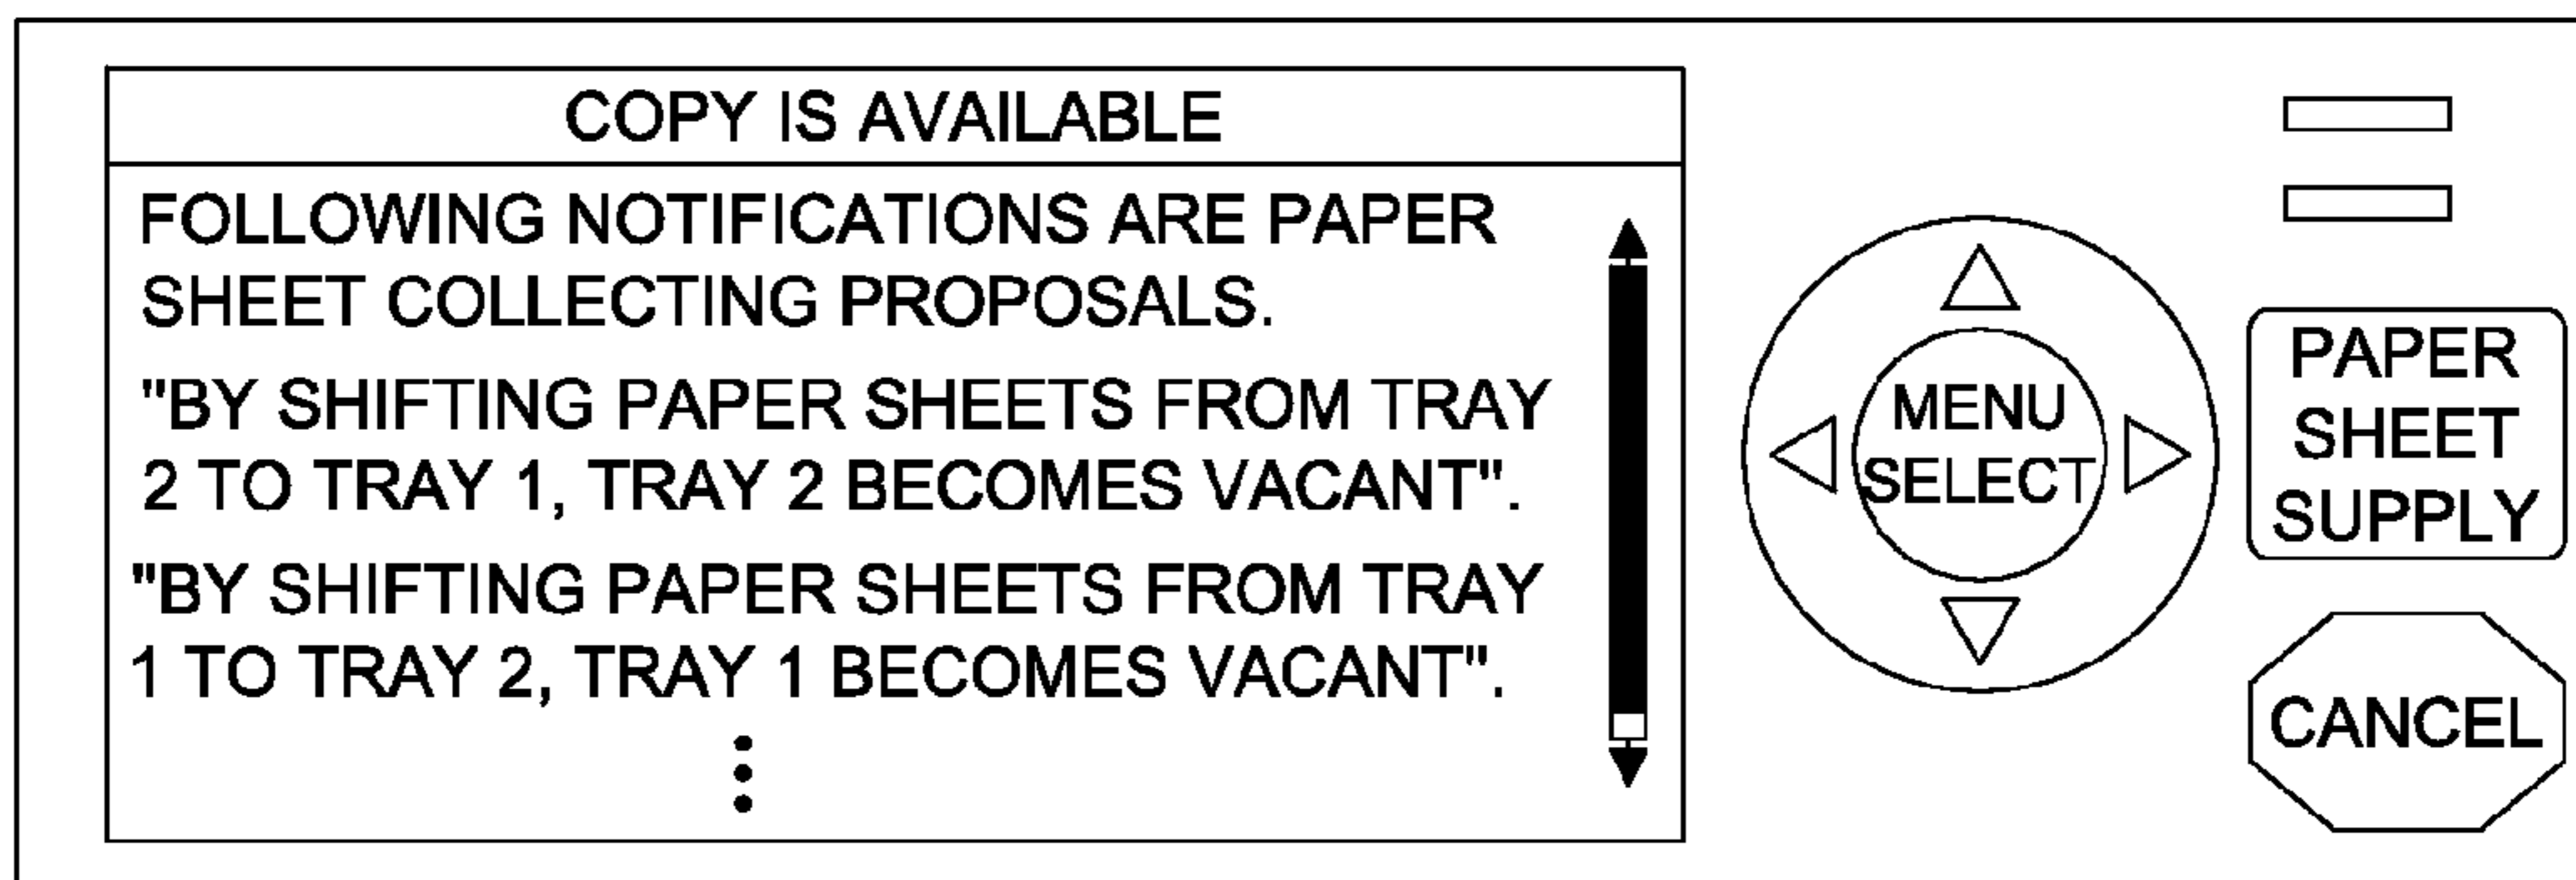 COPY IS AVAILABLE
FOLLOWING NOTIFICATIONS ARE PAPER
SHEET COLLECTING PROPOSALS.
"BY SHIFTING PAPER SHEETS FROM TRAY
2 TO TRAY 1, TRAY 2 BECOMES VACANT".
"BY SHIFTING PAPER SHEETS FROM TRAY
1 TO TRAY 2, TRAY 1 BECOMES VACANT".
MENU
SELECT
PAPER
SHEET
SUPPLY
CANCEL